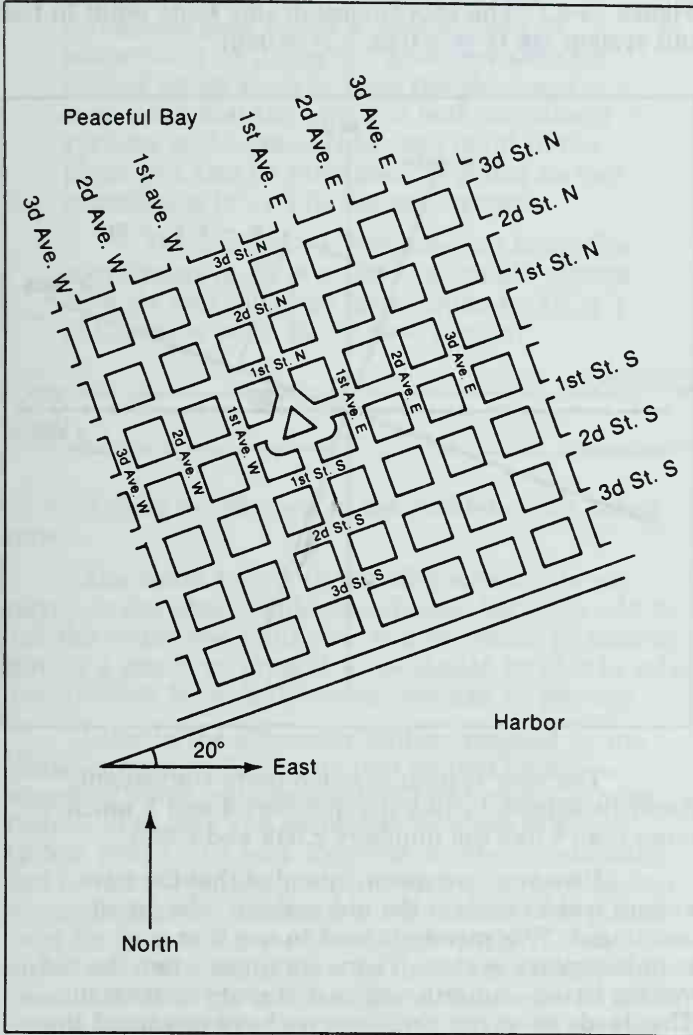 Peaceful Bay
3d Ave. W
2d Ave. W
1st ave. W
1st Ave. E
2d Ave. E
3d Ave. E
3d St. N
2d St. N
1st St. N
3d St. N
2d St. N
1st St. N
1st Ave. E
2d Ave. E
3d Ave. E
3d Ave. W
2d Ave. W
1st Ave. W
1st St. S
2d St. S
3d St. S
1st St. S
2d St. S
3d St. S
Harbor
20°
East
North